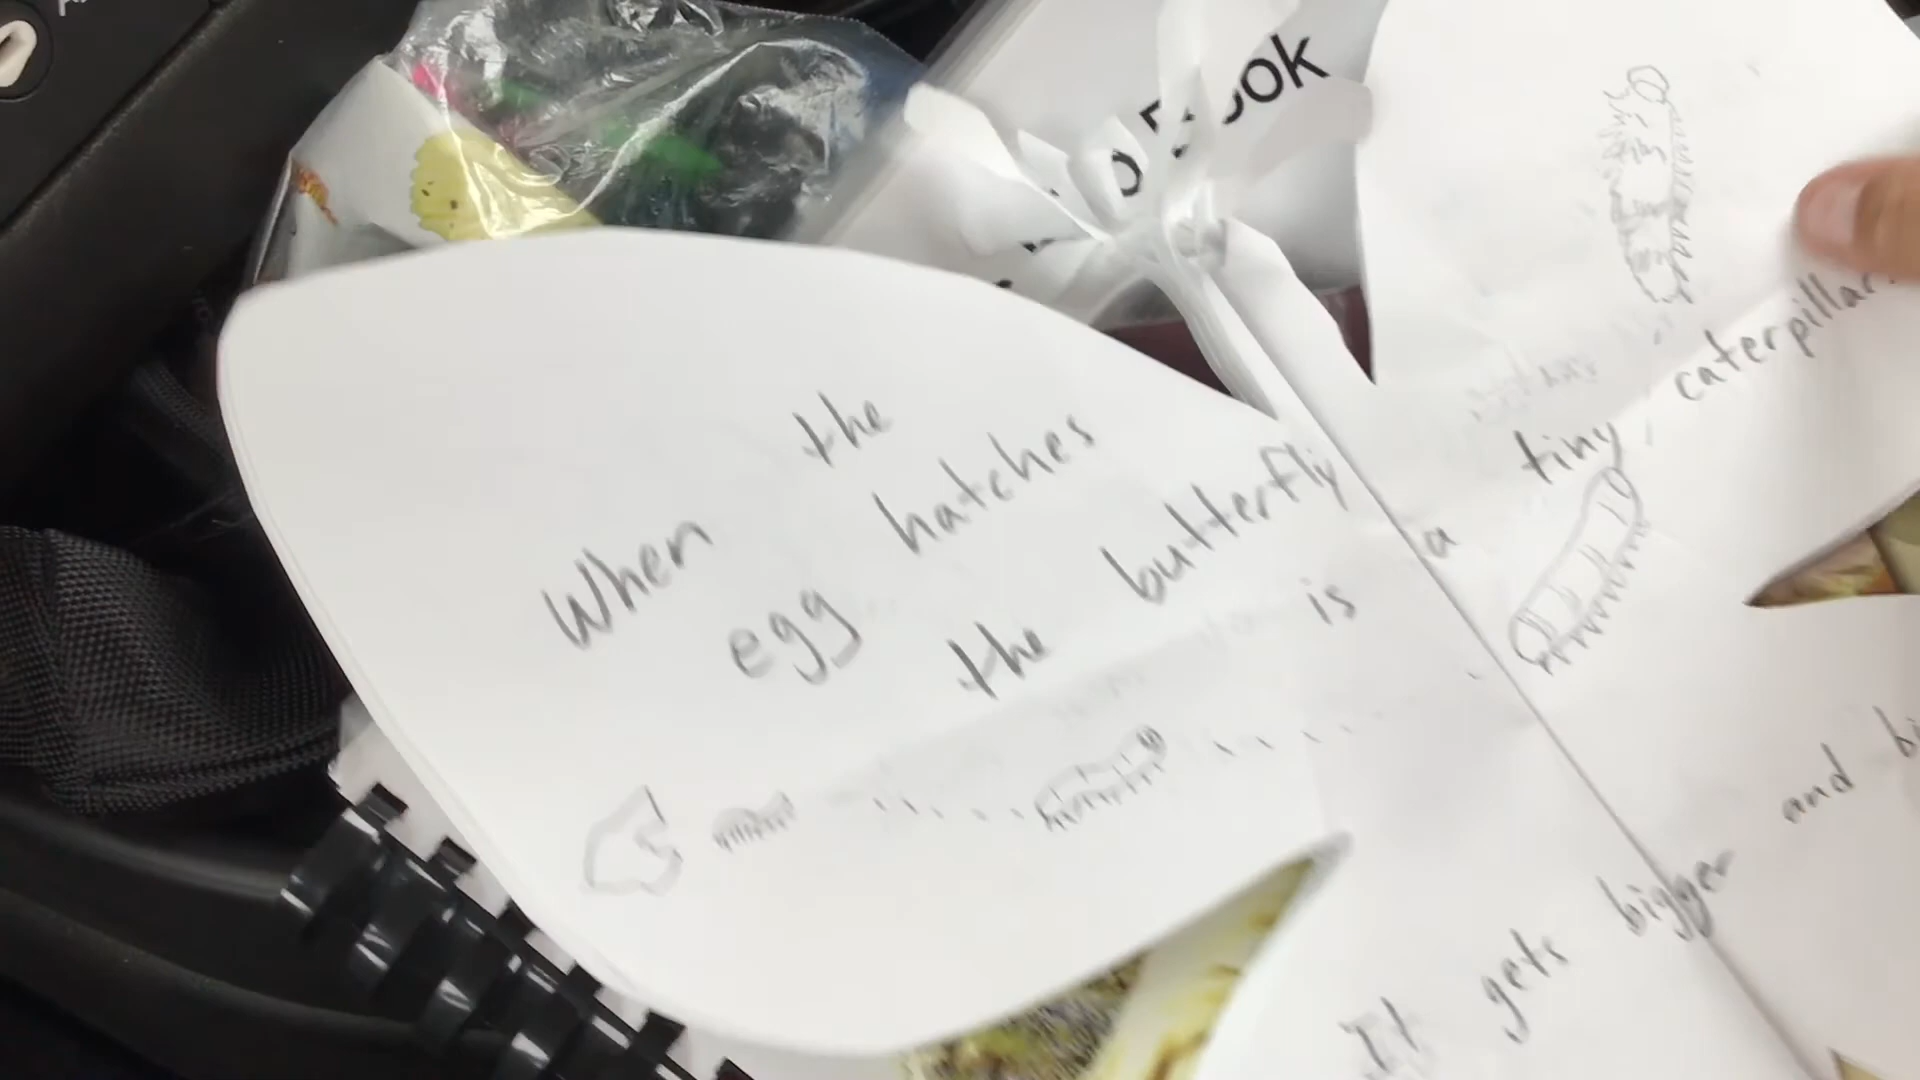 ook
When the
egg hatches
the butterfly
is a tiny caterpillar.
It gets bigger
and